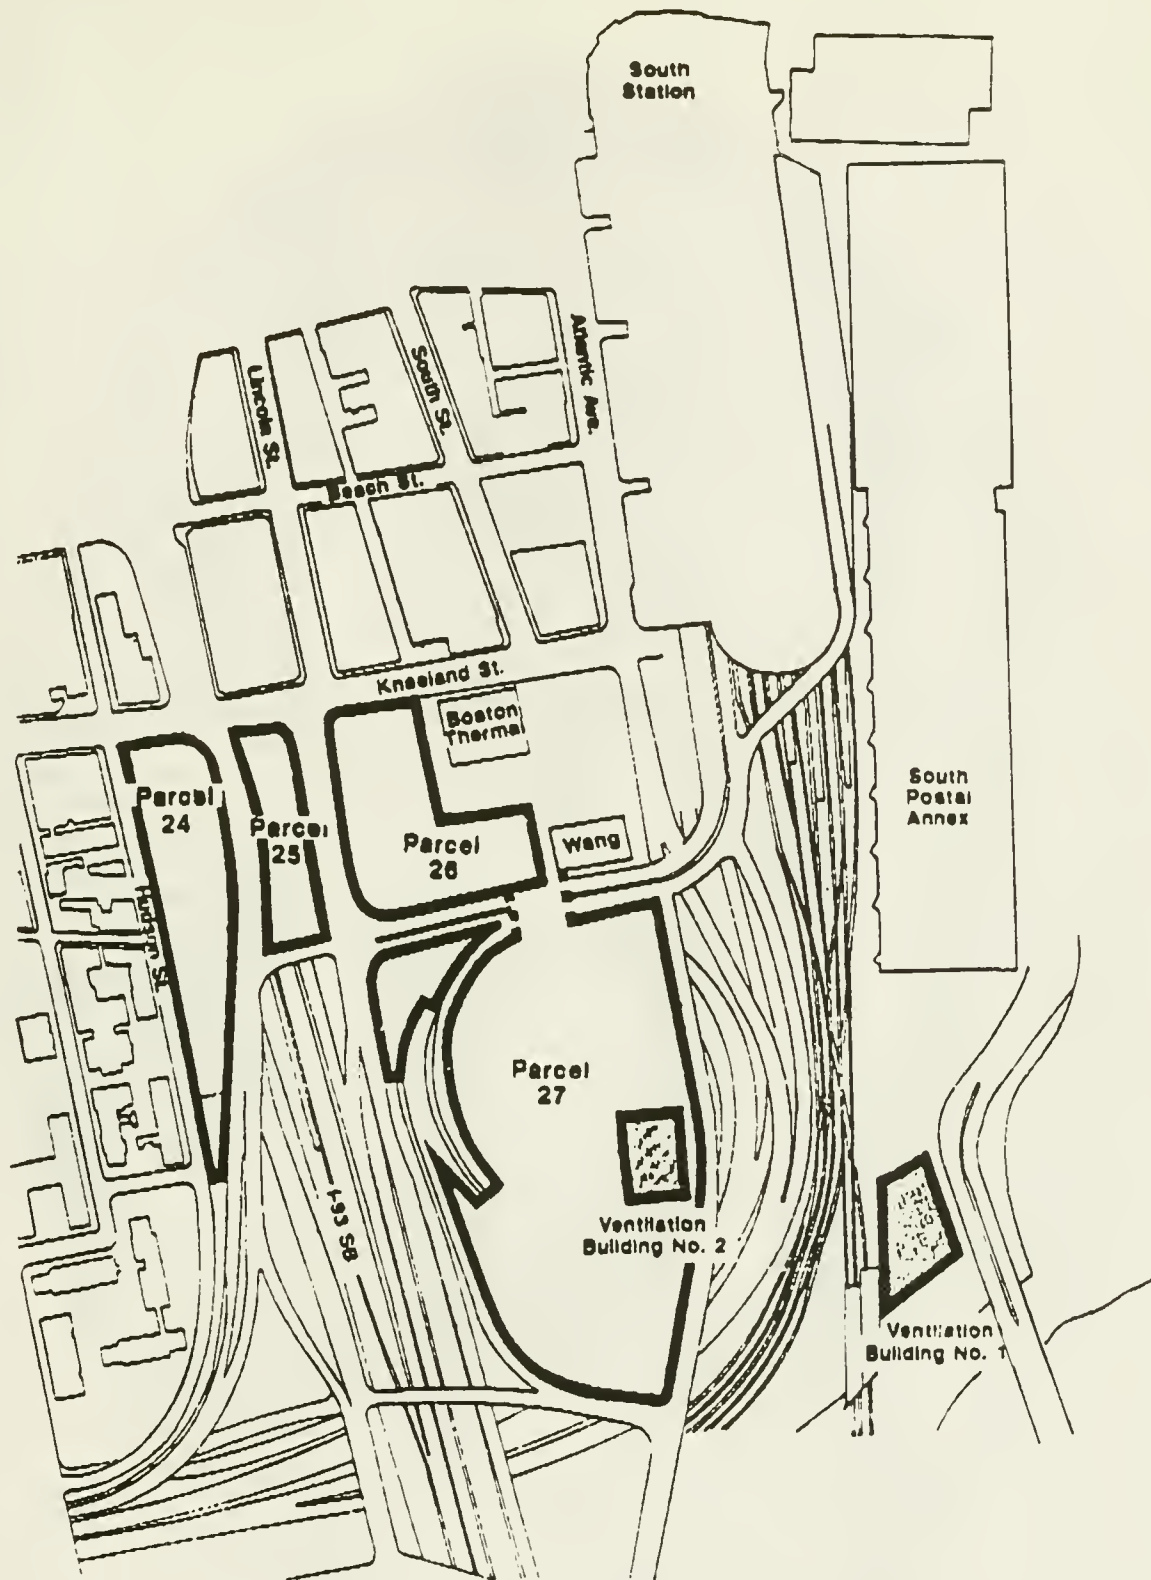 South
Station
Atlantic Ave.
South St.
Lincoln St.
Beach St.
Kneeland St.
Boston
Thermal
South
Postal
Annex
Parcel
24
Parcel
25
Parcel
26
Wang
Hudson St.
Parcel
27
Ventilation
Building No. 2
I-93 SB
Ventilation
Building No. 1